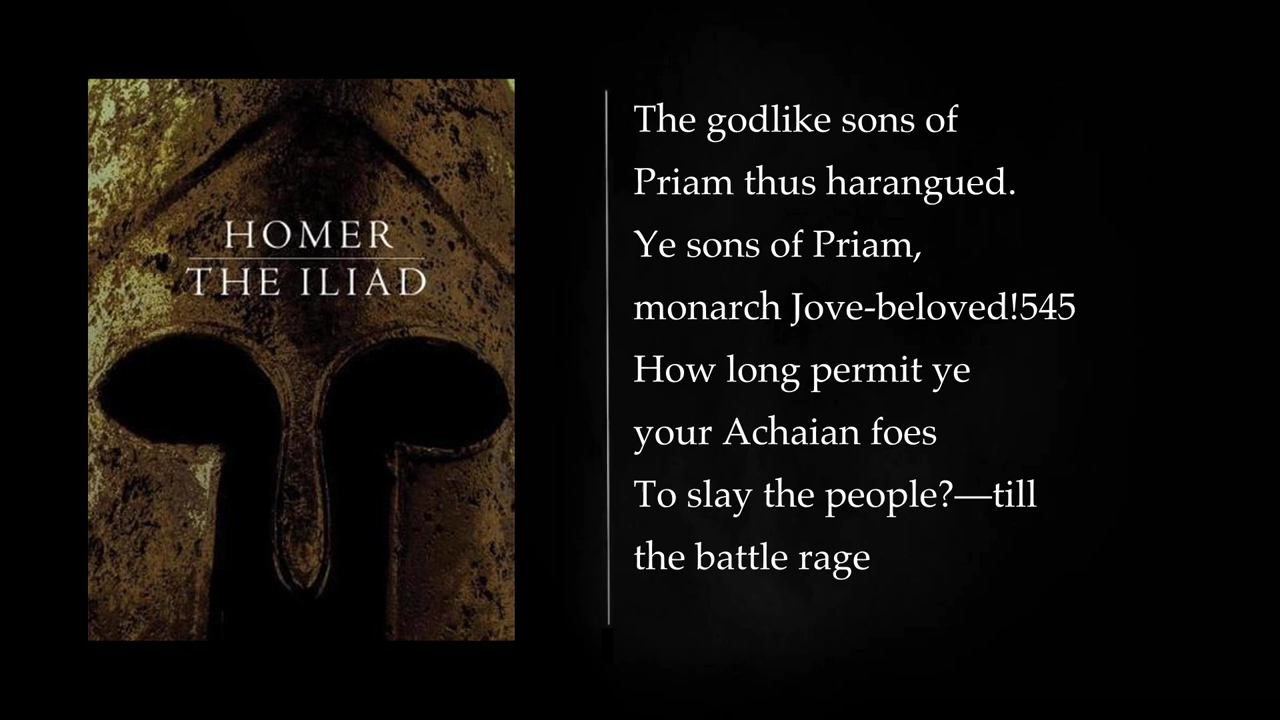 HOMER
THE ILIAD
The godlike sons of
Priam thus harangued.
Ye sons of Priam,
monarch Jove-beloved!545
How long permit ye
your Achaian foes
To slay the people?—till
the battle rage